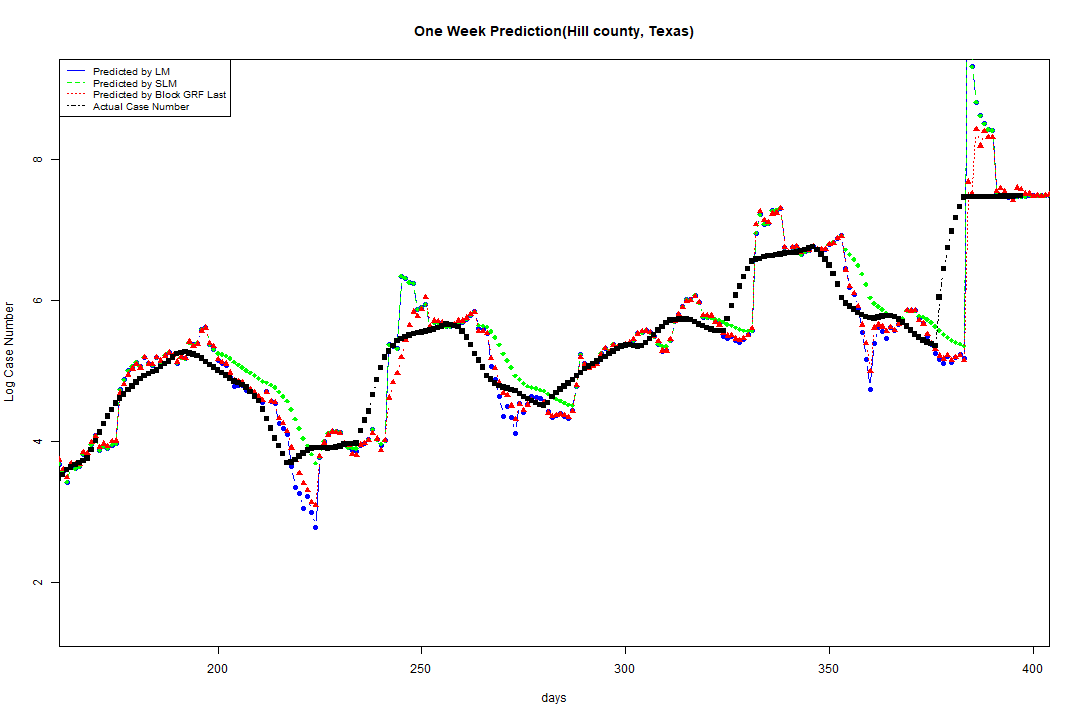 One Week Prediction(Hill county, Texas)
Predicted by LM
Predicted by SLM
Predicted by Block GRF Last
Actual Case Number
8
6
4
2
Log Case Number
200 250 300 350 400
days